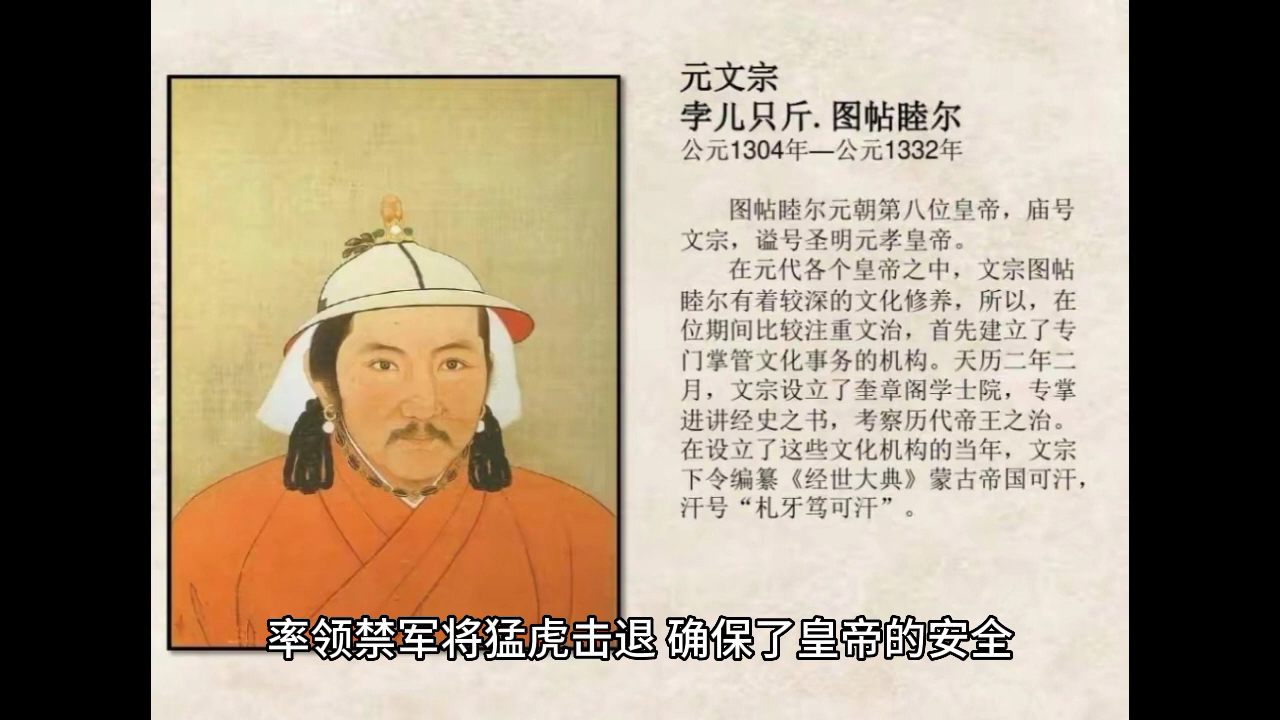 元文宗
孛儿只斤.图帖睦尔
公元1304年—公元1332年
图帖睦尔元朝第八位皇帝，庙号
文宗，谥号圣明元孝皇帝。
在元代各个皇帝之中，文宗图帖
睦尔有着较深的文化修养，所以，在
位期间比较注重文治，首先建立了专
门掌管文化事务的机构。天历二年二
月，文宗设立了奎章阁学士院，专掌
进讲经史之书，考察历代帝王之治。
在设立了这些文化机构的当年，文宗
下令编纂《经世大典》蒙古帝国可汗，
汗号“札牙笃可汗”。
率领禁军将猛虎击退 确保了皇帝的安全